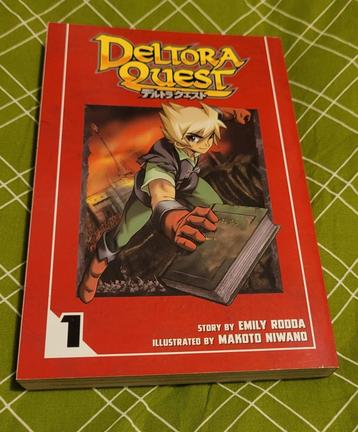 DELTORA
QUEST
デルトラクエスト
STORY BY EMILY RODDA
ILLUSTRATED BY MAKOTO NIWANO
1